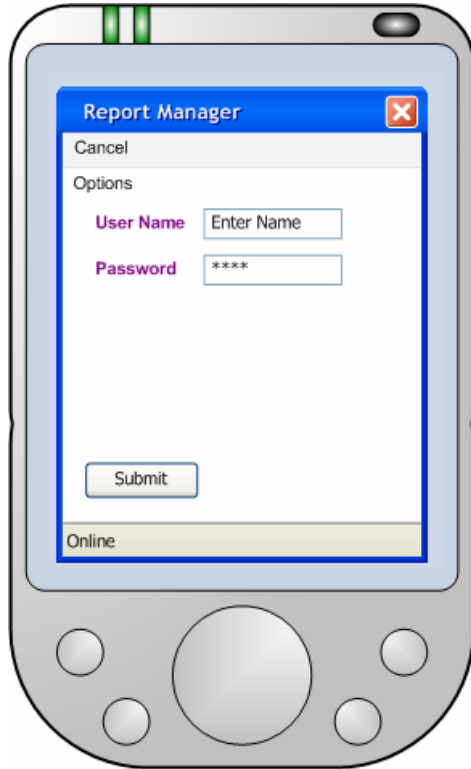 Report Manager
Cancel
Options
User Name Enter Name
Password ****
Submit
Online